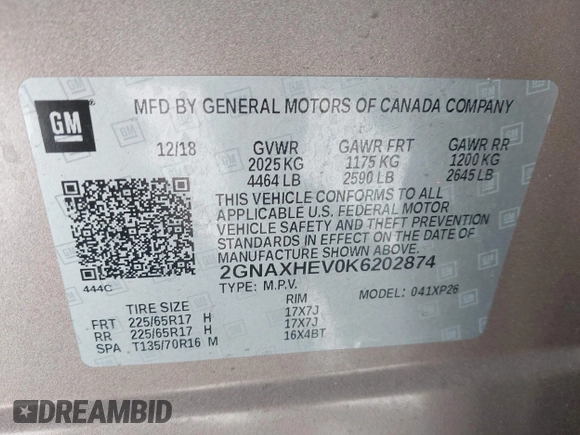 GM
MFD BY GENERAL MOTORS OF CANADA COMPANY
12/18 GVWR GAWR FRT GAWR RR
2025 KG 1175 KG 1200 KG
4464 LB 2590 LB 2645 LB
THIS VEHICLE CONFORMS TO ALL
APPLICABLE U.S. FEDERAL MOTOR
VEHICLE SAFETY AND THEFT PREVENTION
STANDARDS IN EFFECT ON THE DATE OF
MANUFACTURE SHOWN ABOVE.
444C 2GNAXHEV0K6202874
TYPE: M.P.V. MODEL: 041XP26
TIRE SIZE RIM
FRT 225/65R17 H 17X7J
RR 225/65R17 H 17X7J
SPA T135/70R16 M 16X4BT
DREAMBID